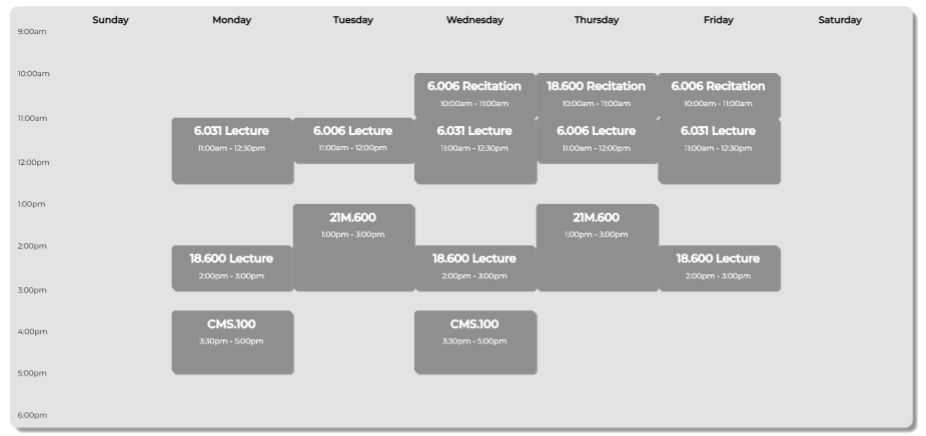 Sunday Monday Tuesday Wednesday Thursday Friday Saturday
9:00am
10:00am
6.006 Recitation 18.600 Recitation 6.006 Recitation
10:00am - 11:00am 10:00am - 11:00am 10:00am - 11:00am
11:00am
6.031 Lecture 6.006 Lecture 6.031 Lecture 6.006 Lecture 6.031 Lecture
11:00am - 12:30pm 11:00am - 12:00pm 11:00am - 12:30pm 11:00am - 12:00pm 11:00am - 12:30pm
12:00pm
1:00pm
21M.600 21M.600
1:00pm - 3:00pm 1:00pm - 3:00pm
2:00pm
18.600 Lecture 18.600 Lecture 18.600 Lecture
2:00pm - 3:00pm 2:00pm - 3:00pm 2:00pm - 3:00pm
3:00pm
CMS.100 CMS.100
4:00pm
3:30pm - 5:00pm 3:30pm - 5:00pm
5:00pm
6:00pm